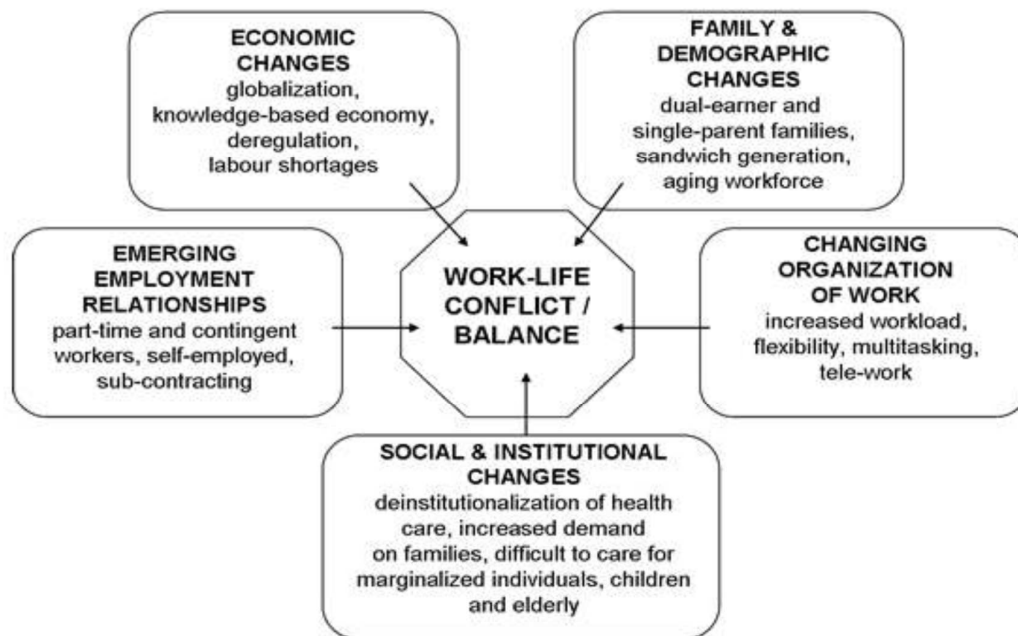 ECONOMIC
CHANGES
globalization,
knowledge-based economy,
deregulation,
labour shortages
FAMILY &
DEMOGRAPHIC
CHANGES
dual-earner and
single-parent families,
sandwich generation,
aging workforce
EMERGING
EMPLOYMENT
RELATIONSHIPS
part-time and contingent
workers, self-employed,
sub-contracting
WORK-LIFE
CONFLICT /
BALANCE
CHANGING
ORGANIZATION
OF WORK
increased workload,
flexibility, multitasking,
tele-work
SOCIAL & INSTITUTIONAL
CHANGES
deinstitutionalization of health
care, increased demand
on families, difficult to care for
marginalized individuals, children
and elderly